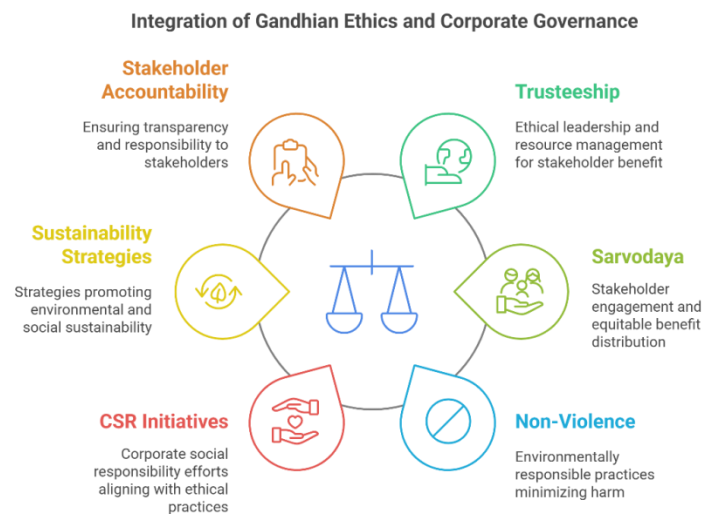 Integration of Gandhian Ethics and Corporate Governance
Stakeholder
Accountability
Ensuring transparency
and responsibility to
stakeholders
Trusteeship
Ethical leadership and
resource management
for stakeholder benefit
Sustainability
Strategies
Strategies promoting
environmental and
social sustainability
Sarvodaya
Stakeholder
engagement and
equitable benefit
distribution
CSR Initiatives
Corporate social
responsibility efforts
aligning with ethical
practices
Non-Violence
Environmentally
responsible practices
minimizing harm